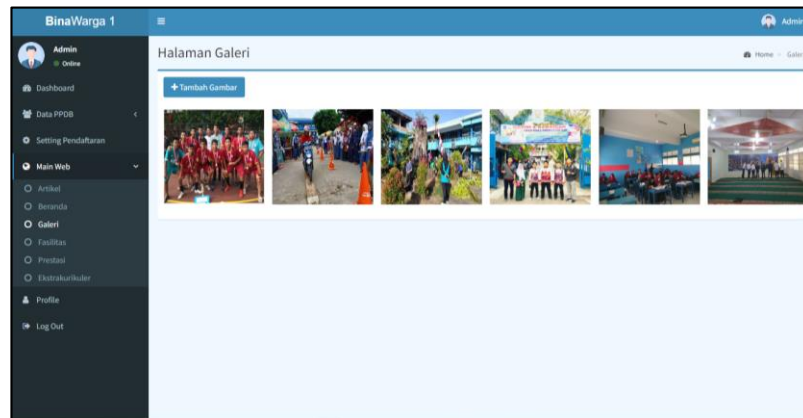 BinaWarga 1
Admin
Admin
Online
Halaman Galeri
Home
Dashboard
Data PPDB
Setting Pendaftaran
Main Web
Artikel
Beranda
Galeri
Fasilitas
Prestasi
Ekstrakurikuler
Profile
Log Out
+ Tambah Gambar